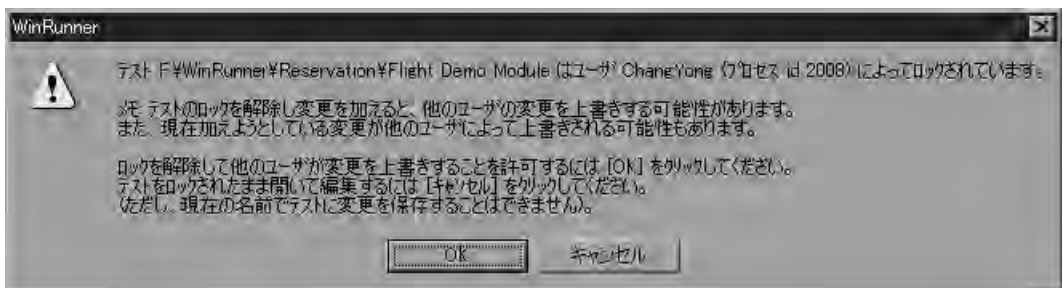 WinRunner
テスト F¥WinRunner¥Reservation¥Flight Demo Module はユーザ ChangYong (プロセス id 2008) によってロックされています。
メモ テストのロックを解除し変更を加えると、他のユーザの変更を上書きする可能性があります。
また、現在加えようとしている変更が他のユーザによって上書きされる可能性もあります。
ロックを解除して他のユーザが変更を上書きすることを許可するには [OK] をクリックしてください。
テストをロックされたまま開いて編集するには [キャンセル] をクリックしてください。
(ただし、現在の名前でテストに変更を保存することはできません)。
OK
キャンセル